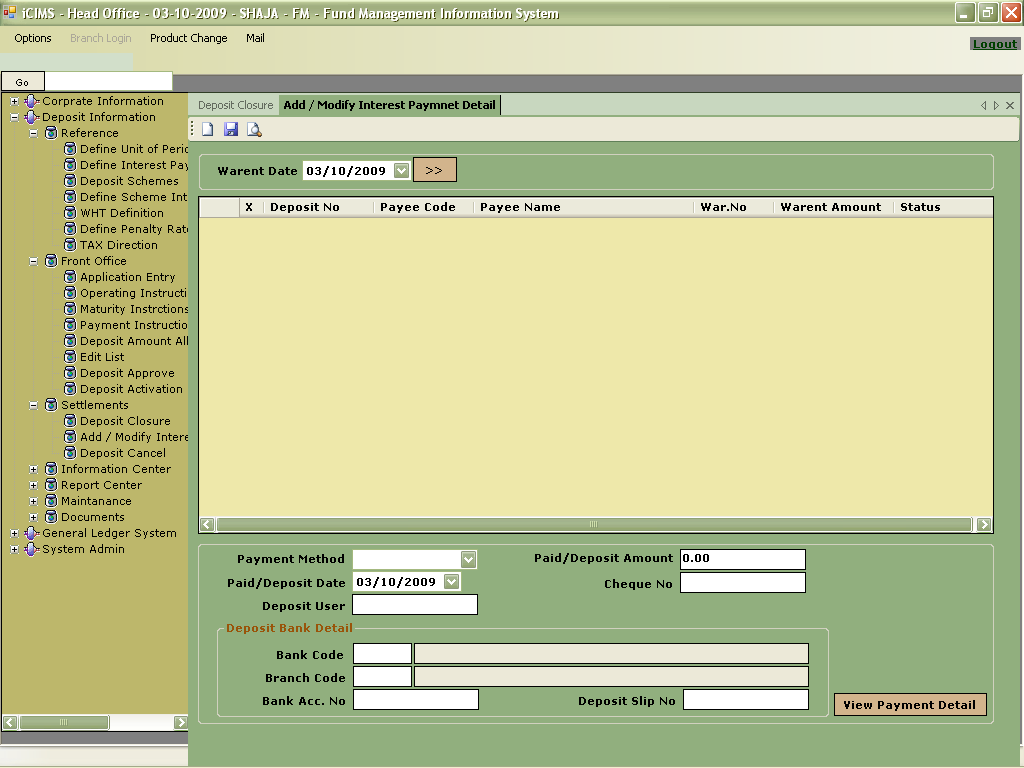 iCIMS - Head Office - 03-10-2009 - SHAJA - FM - Fund Management Information System
Options Branch Login Product Change Mail
Logout
Go
Corprate Information
Deposit Information
Reference
Define Unit of Peric
Define Interest Pay
Deposit Schemes
Define Scheme Int
WHT Definition
Define Penalty Rate
TAX Direction
Front Office
Application Entry
Operating Instructi
Maturity Instrctions
Payment Instructio
Deposit Amount All
Edit List
Deposit Approve
Deposit Activation
Settlements
Deposit Closure
Add / Modify Intere
Deposit Cancel
Information Center
Report Center
Maintanance
Documents
General Ledger System
System Admin
Deposit Closure Add / Modify Interest Paymnet Detail
Warent Date 03/10/2009 >>
X Deposit No Payee Code Payee Name War.No Warent Amount Status
Payment Method Paid/Deposit Amount 0.00
Paid/Deposit Date 03/10/2009 Cheque No
Deposit User
Deposit Bank Detail
Bank Code
Branch Code
Bank Acc. No Deposit Slip No
View Payment Detail